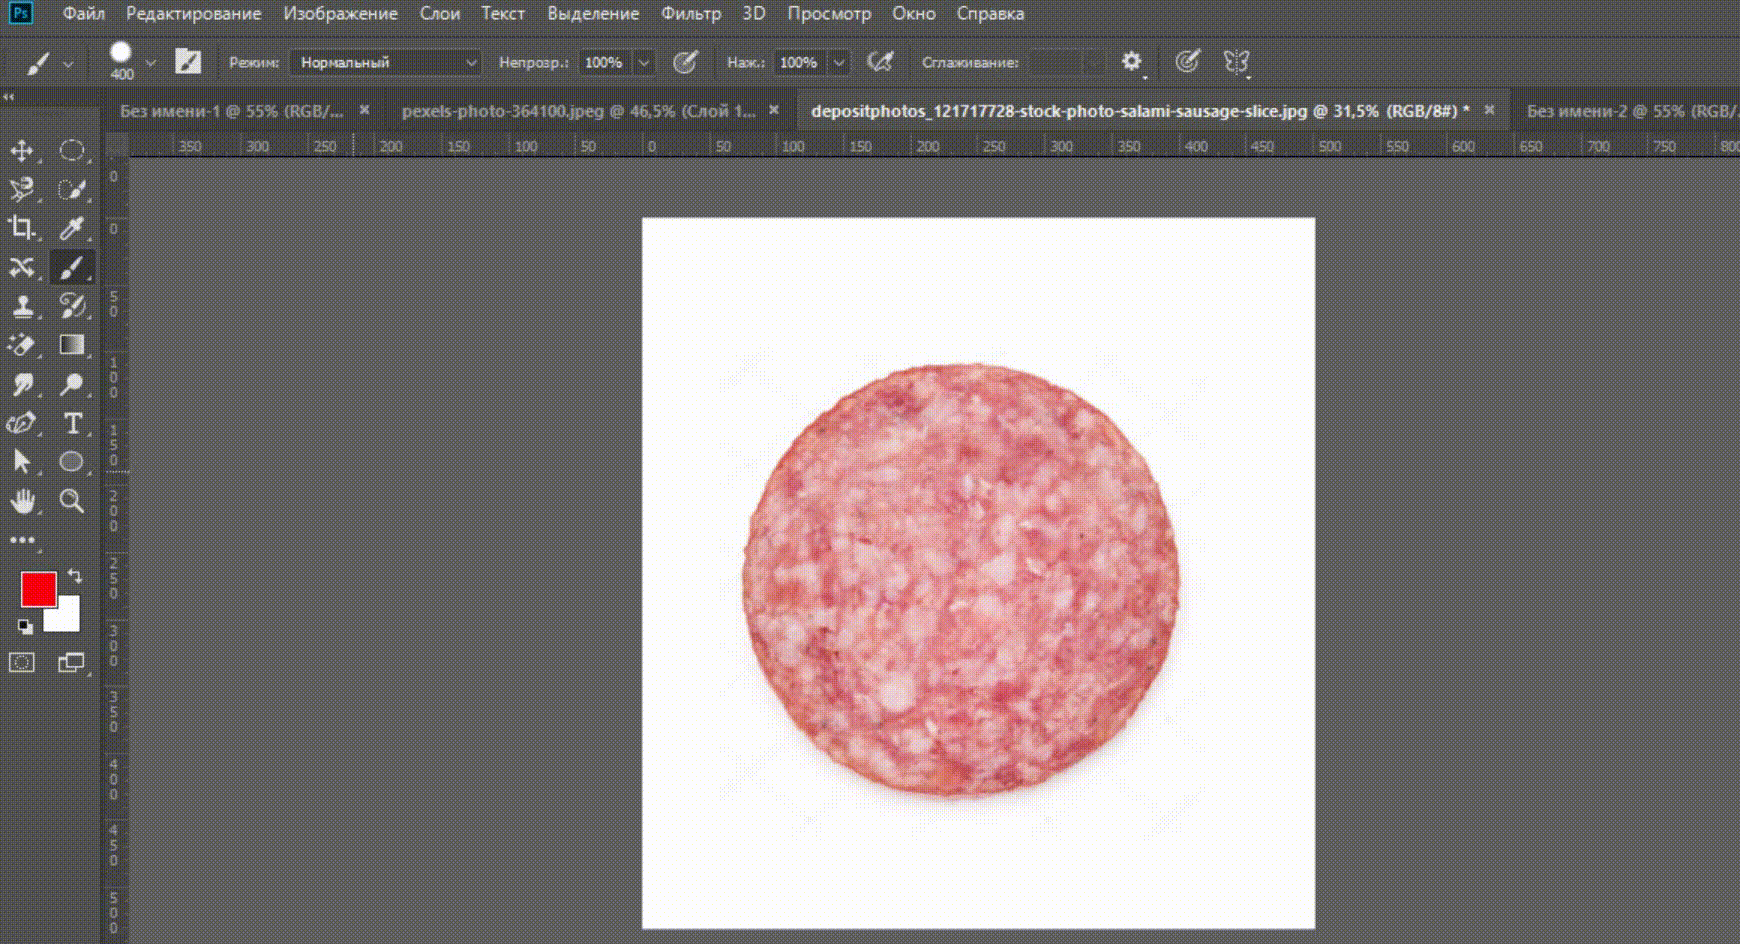 Ps Файл Редактирование Изображение Слои Текст Выделение Фильтр 3D Просмотр Окно Справка
400 Режим: Нормальный Непрозр.: 100% Наж.: 100% Сглаживание:
Без имени-1 @ 55% (RGB/... × pexels-photo-364100.jpeg @ 46,5% (Слой 1... × depositphotos_121717728-stock-photo-salami-sausage-slice.jpg @ 31,5% (RGB/8#) * × Без имени-2 @ 55% (RGB/
350 300 250 200 150 100 50 0 50 100 150 200 250 300 350 400 450 500 550 600 650 700 750 800
0
0
50
100
150
200
250
300
350
400
450
500
T